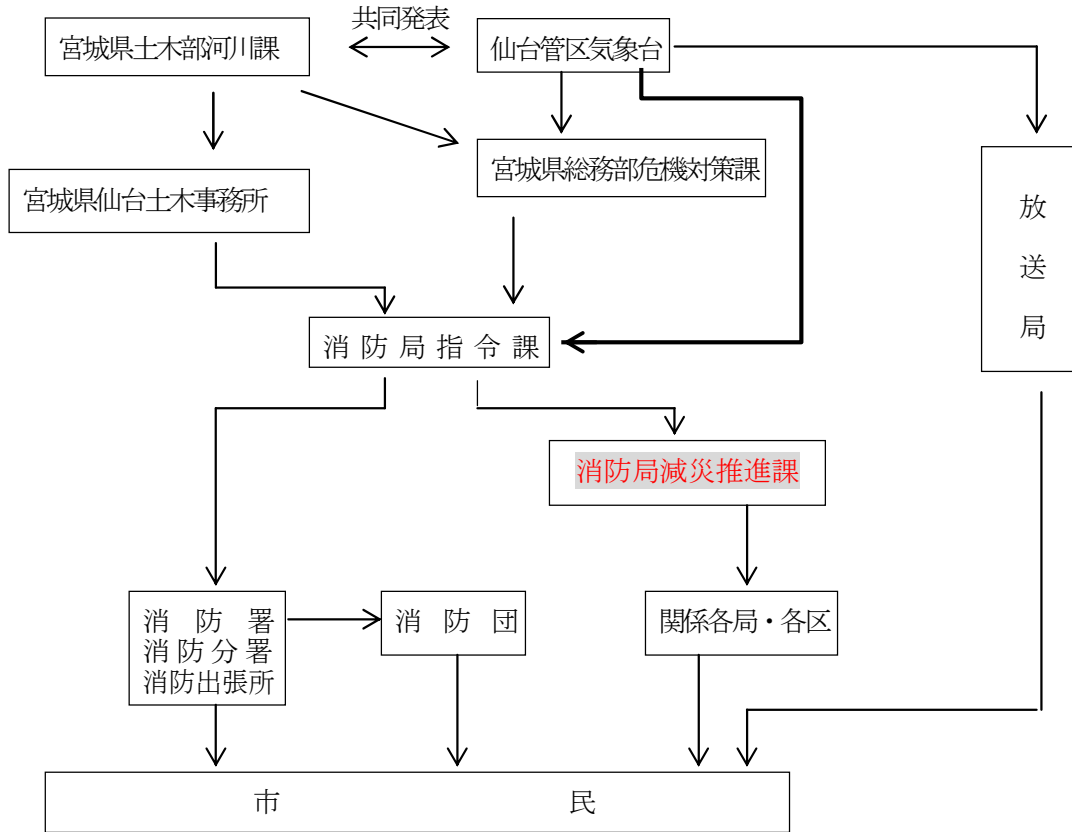 共同発表
宮城県土木部河川課
仙台管区気象台
宮城県総務部危機対策課
宮城県仙台土木事務所
放送局
消防局指令課
消防局減災推進課
消防署
消防分署
消防出張所
消防団
関係各局・各区
市民